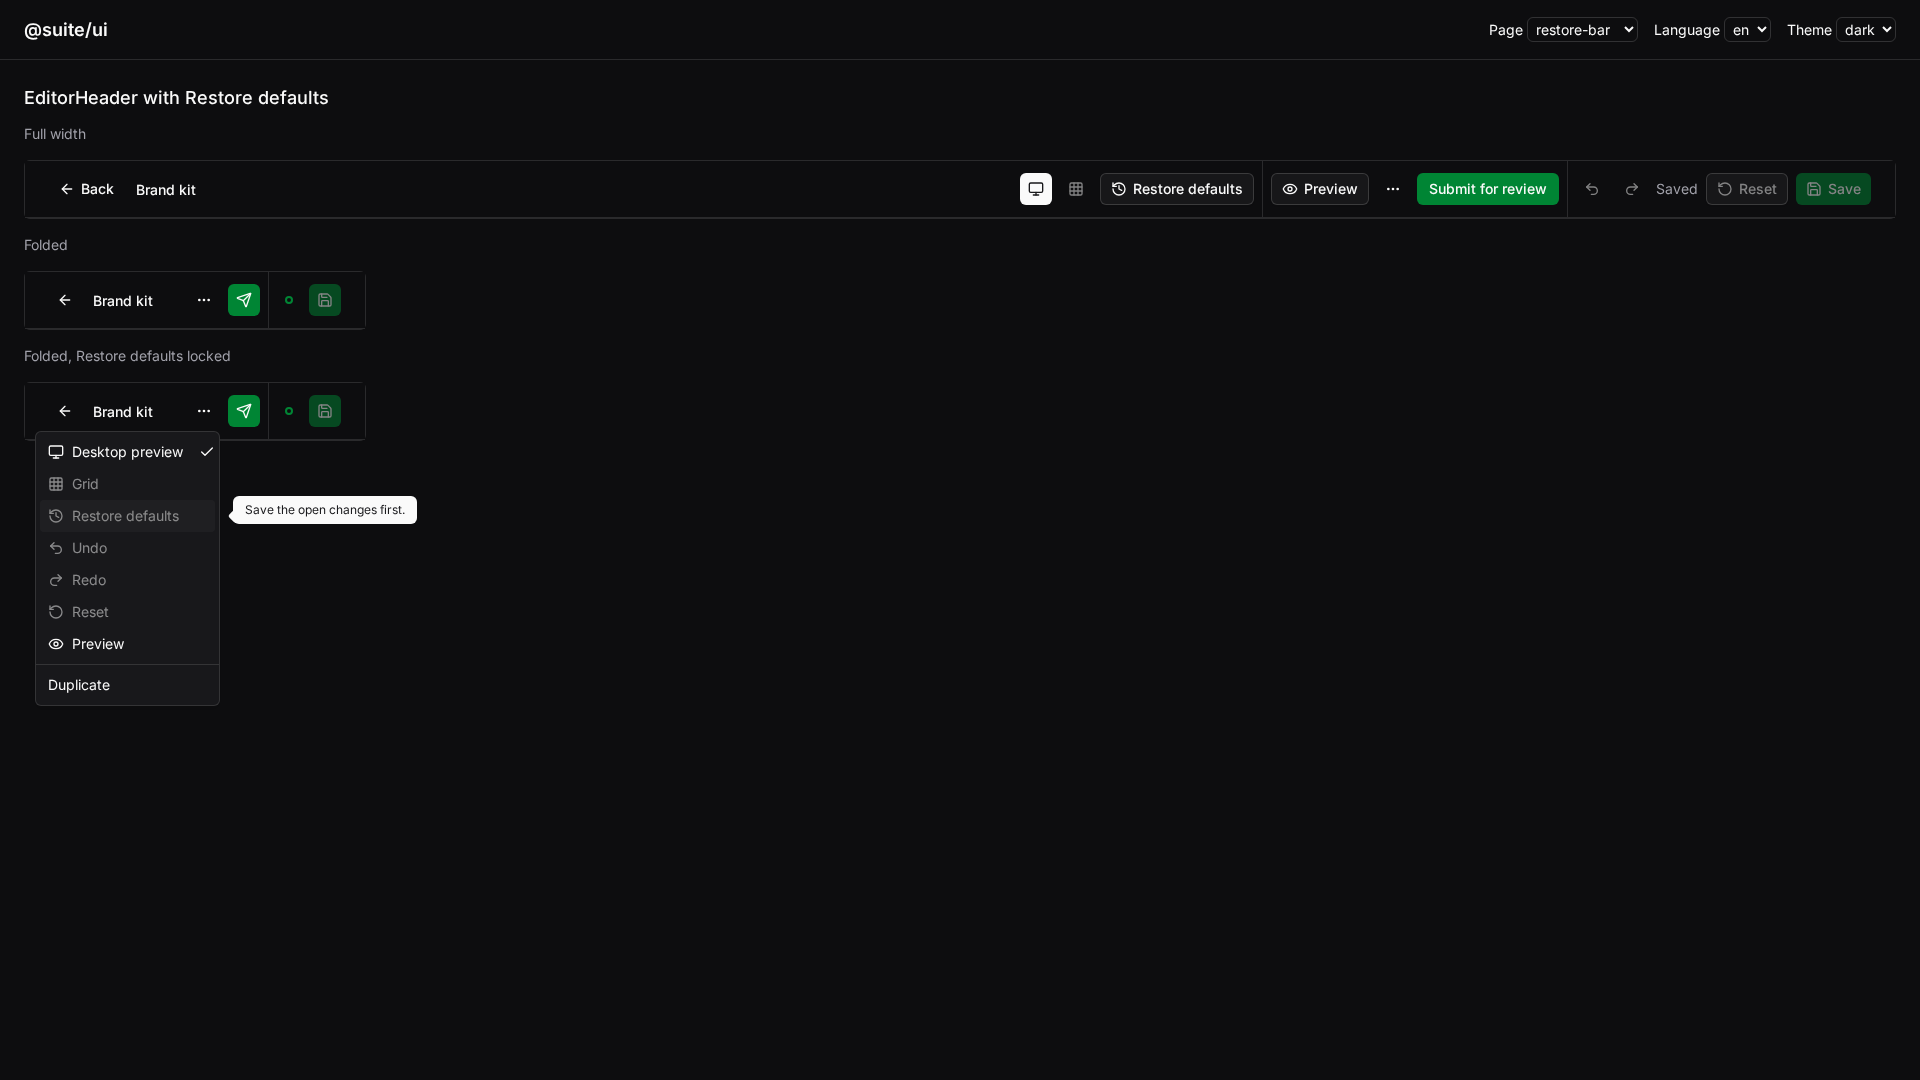 @suite/ui
Page restore-bar Language en Theme dark
EditorHeader with Restore defaults
Full width
Back Brand kit Restore defaults Preview Submit for review Saved Reset Save
Folded
Brand kit
Folded, Restore defaults locked
Brand kit
Desktop preview
Grid
Restore defaults
Save the open changes first.
Undo
Redo
Reset
Preview
Duplicate